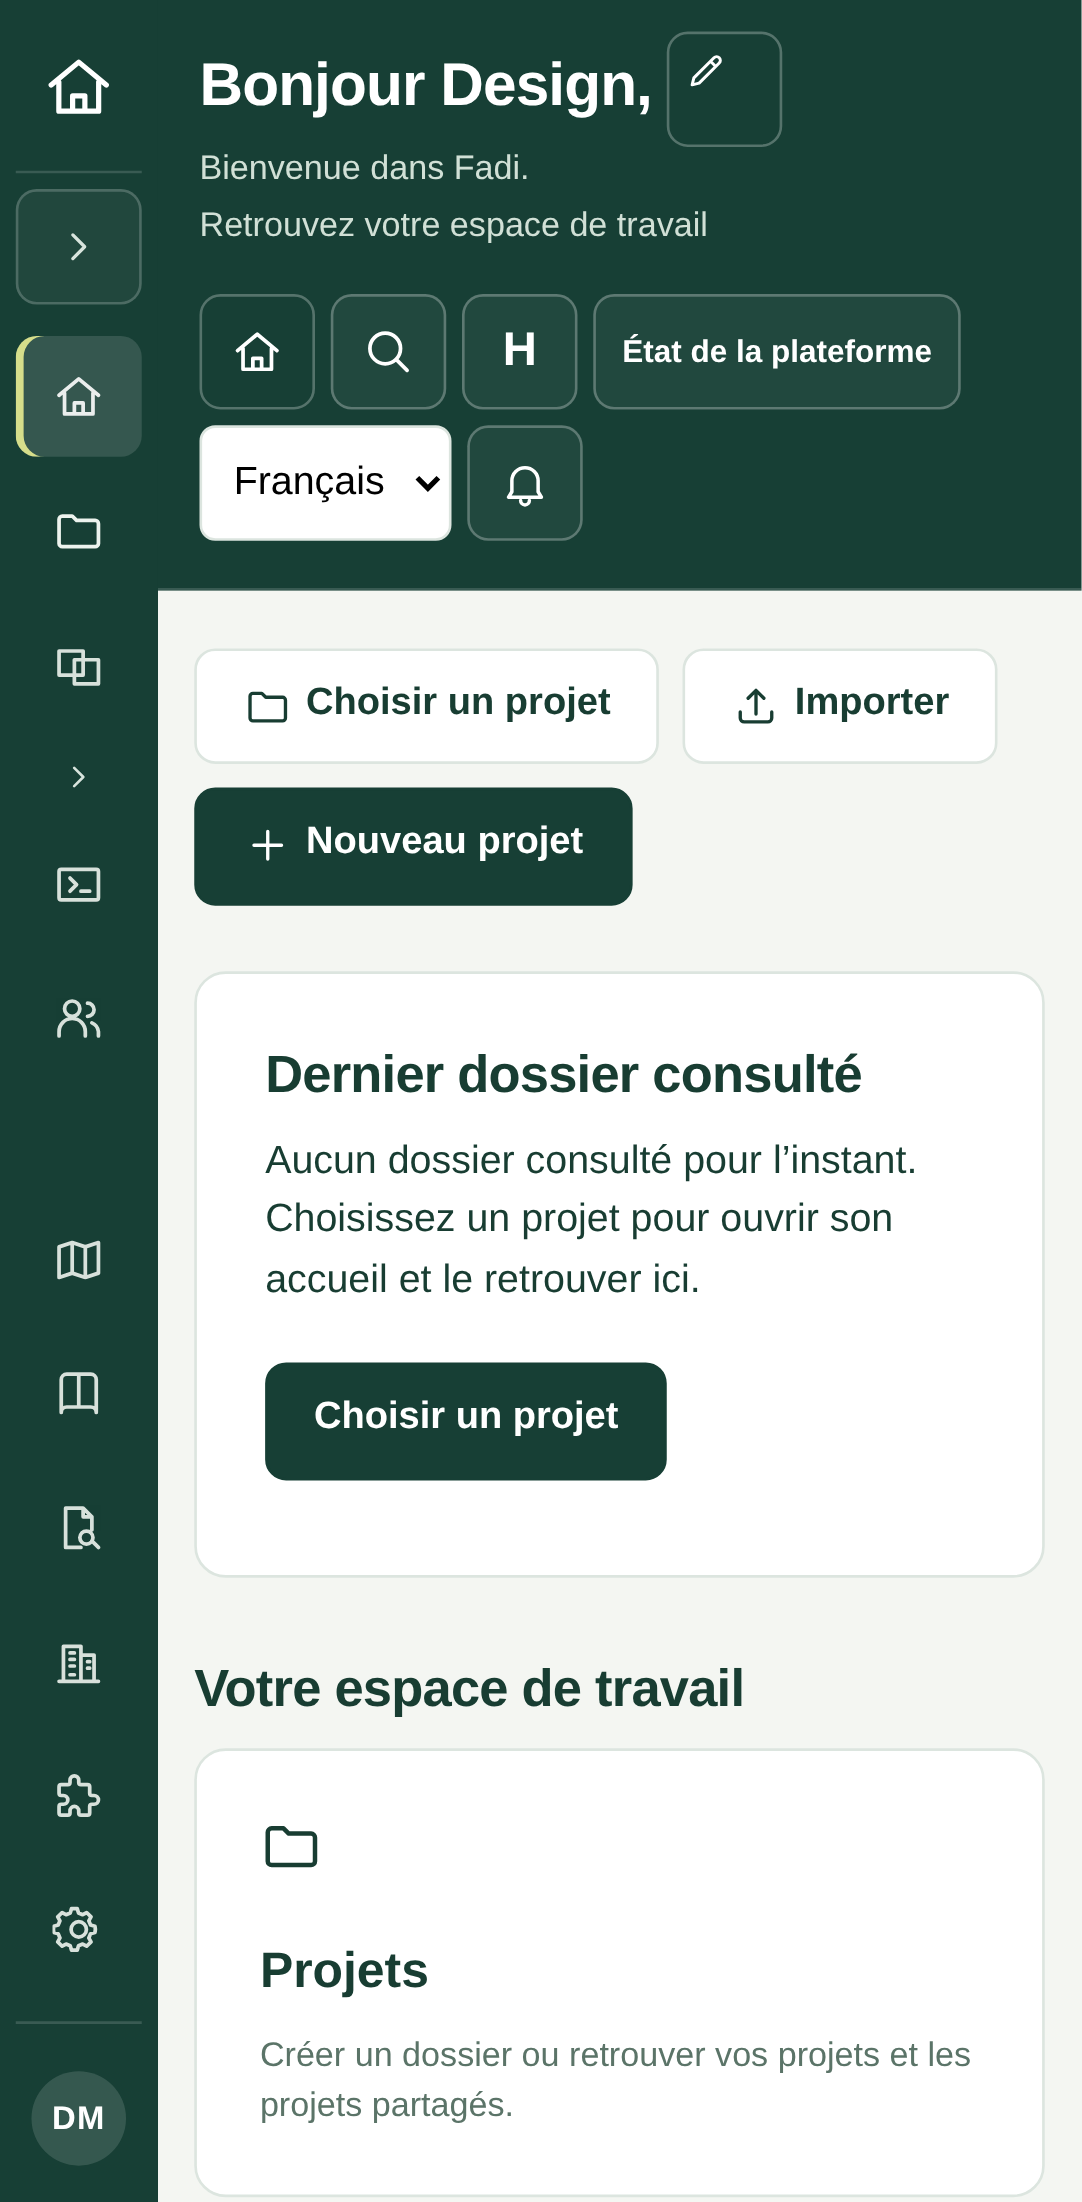 Bonjour Design,
Bienvenue dans Fadi.
Retrouvez votre espace de travail
H
État de la plateforme
Français
Choisir un projet
Importer
Nouveau projet
Dernier dossier consulté
Aucun dossier consulté pour l’instant.
Choisissez un projet pour ouvrir son
accueil et le retrouver ici.
Choisir un projet
Votre espace de travail
Projets
Créer un dossier ou retrouver vos projets et les
projets partagés.
DM